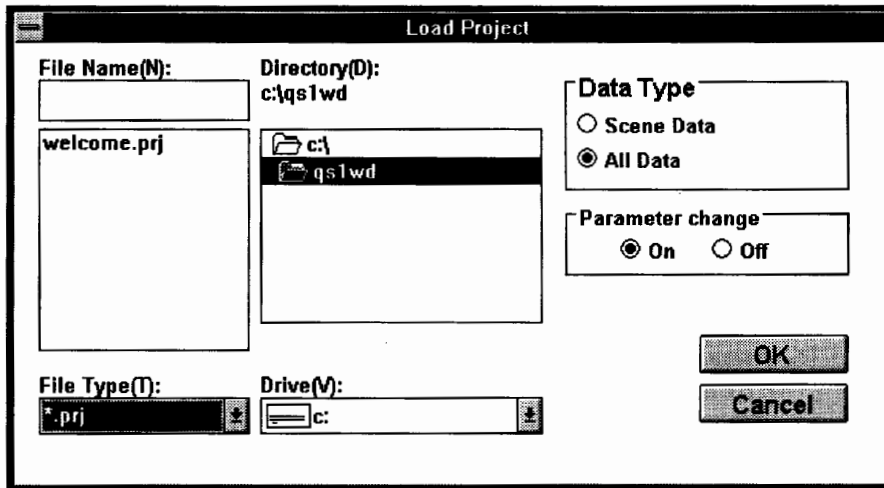 Load Project
File Name(N):
Directory(D):
c:\qs1wd
welcome.prj
c:\
qs1wd
Data Type
Scene Data
All Data
Parameter change
On
Off
File Type(T):
*.prj
Drive(V):
c:
OK
Cancel